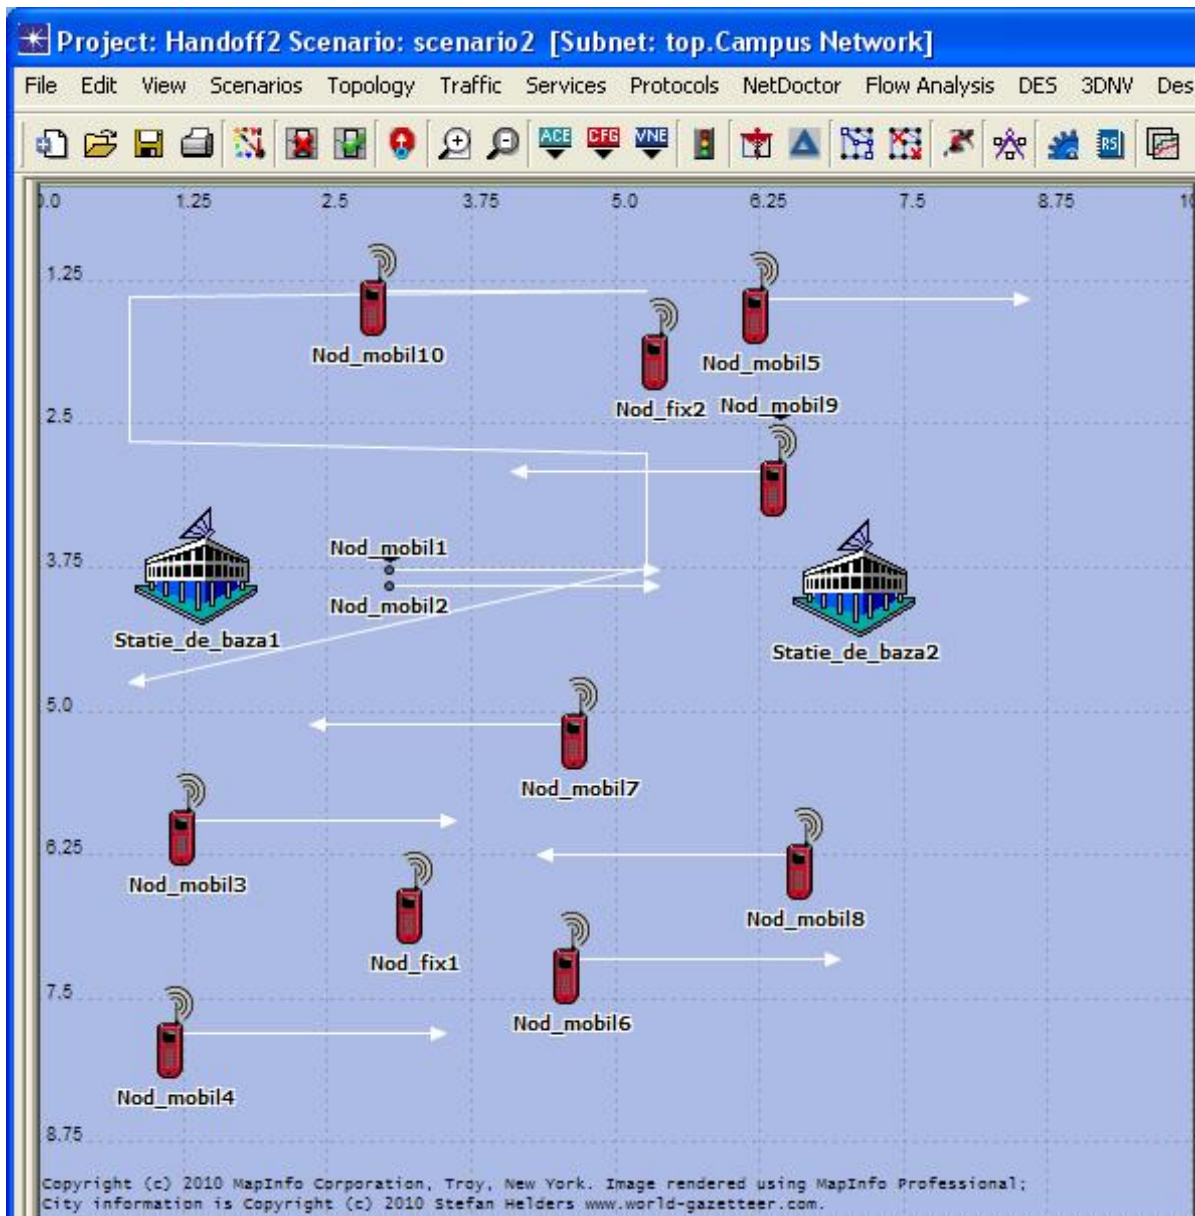 Project: Handoff2 Scenario: scenario2 [Subnet: top.Campus Network]
File Edit View Scenarios Topology Traffic Services Protocols NetDoctor Flow Analysis DES 3DNV Des
ACE CFG VNE RS
0.0 1.25 2.5 3.75 5.0 6.25 7.5 8.75 10
1.25
Nod_mobil10
Nod_mobil5
Nod_fix2 Nod_mobil9
2.5
Nod_mobil1
3.75
Nod_mobil2
Statie_de_baza1
Statie_de_baza2
5.0
Nod_mobil7
6.25
Nod_mobil3
Nod_mobil8
Nod_fix1
7.5
Nod_mobil6
Nod_mobil4
8.75
Copyright (c) 2010 MapInfo Corporation, Troy, New York. Image rendered using MapInfo Professional;
City information is Copyright (c) 2010 Stefan Helders www.world-gazetteer.com.